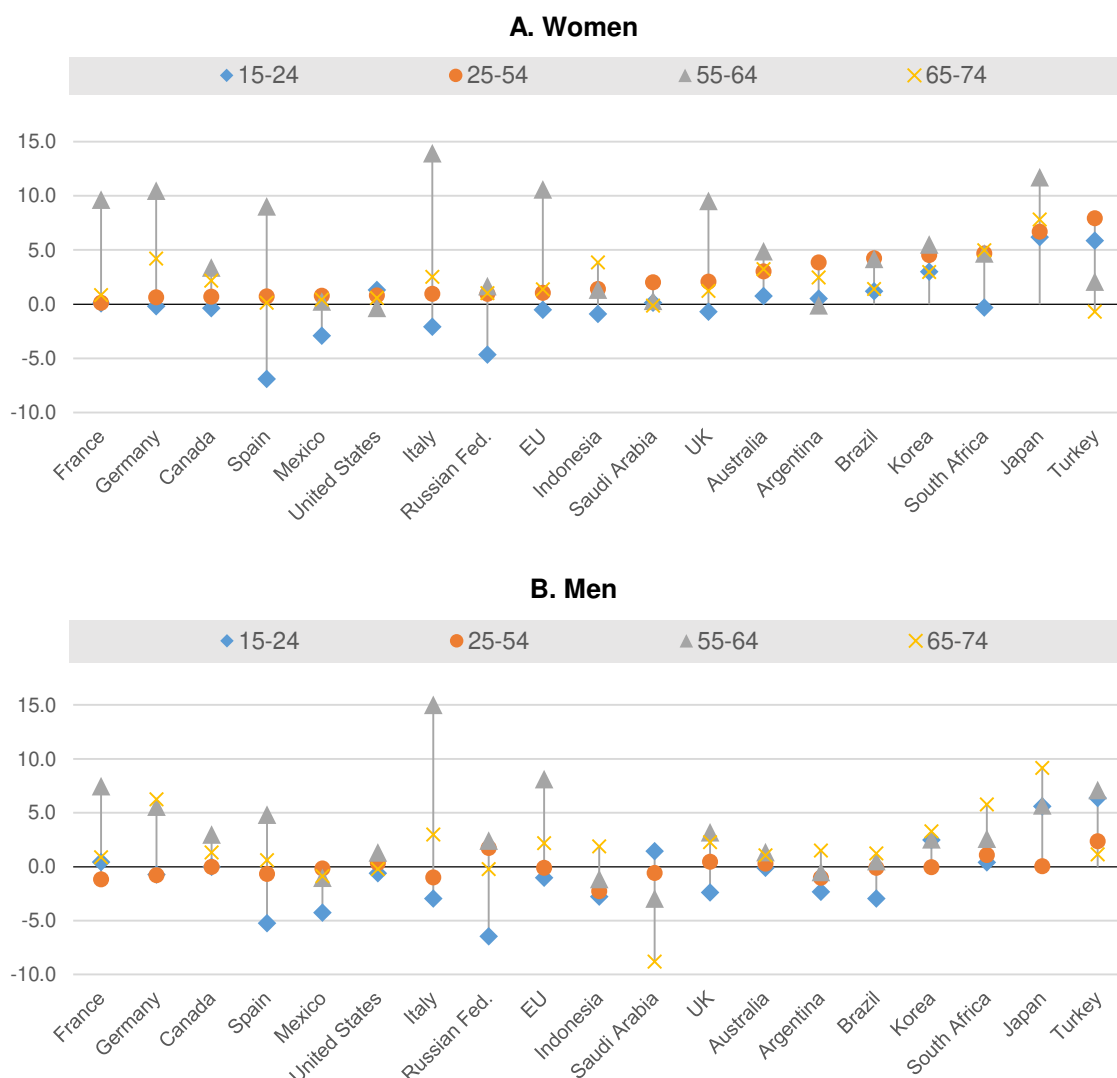 A. Women
15-24 25-54 55-64 65-74
15.0
10.0
5.0
0.0
-5.0
-10.0
France Germany Canada Spain Mexico United States Italy Russian Fed. EU Indonesia Saudi Arabia UK Australia Argentina Brazil Korea South Africa Japan Turkey
B. Men
15-24 25-54 55-64 65-74
15.0
10.0
5.0
0.0
-5.0
-10.0
France Germany Canada Spain Mexico United States Italy Russian Fed. EU Indonesia Saudi Arabia UK Australia Argentina Brazil Korea South Africa Japan Turkey